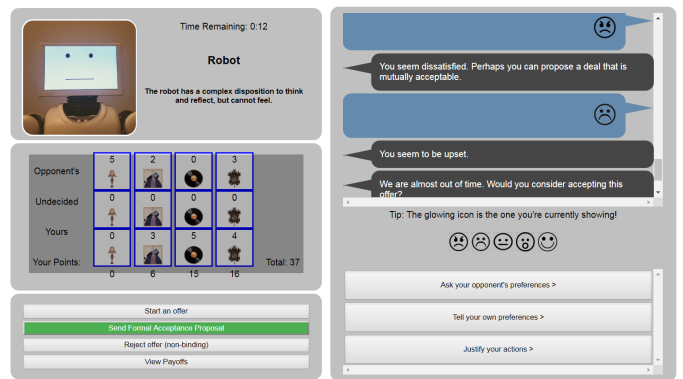 Time Remaining: 0:12
Robot
The robot has a complex disposition to think
and reflect, but cannot feel.
You seem dissatisfied. Perhaps you can propose a deal that is
mutually acceptable.
You seem to be upset.
We are almost out of time. Would you consider accepting this
offer?
Tip: The glowing icon is the one you're currently showing!
5 2 0 3
Opponent's
Undecided
0 0 0 0
Yours
0 3 5 4
Your Points:
0 6 15 16
Total: 37
Start an offer
Send Formal Acceptance Proposal
Reject offer (non-binding)
View Payoffs
Ask your opponent's preferences >
Tell your own preferences >
Justify your actions >